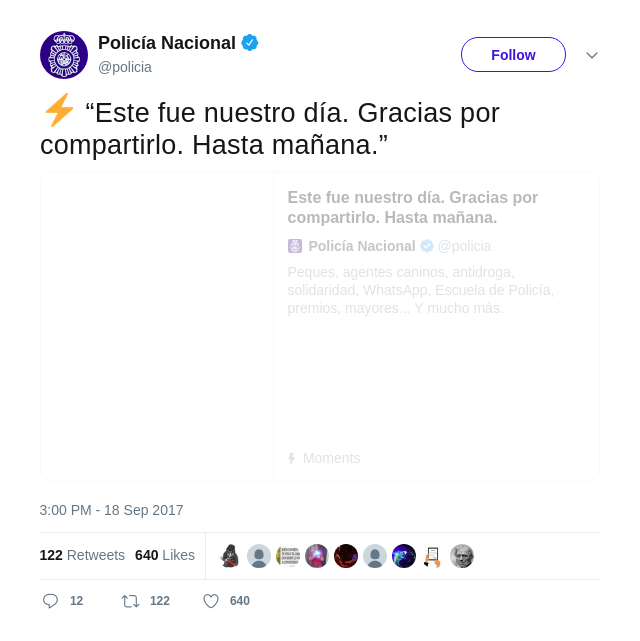 Policía Nacional
@policia
Follow
⚡ “Este fue nuestro día. Gracias por
compartirlo. Hasta mañana.”
Este fue nuestro día. Gracias por
compartirlo. Hasta mañana.
Policía Nacional @policia
Peques, agentes caninos, antidroga,
solidaridad, WhatsApp, Escuela de Policía,
premios, mayores... Y mucho más.
Moments
3:00 PM - 18 Sep 2017
122 Retweets 640 Likes
12 122 640